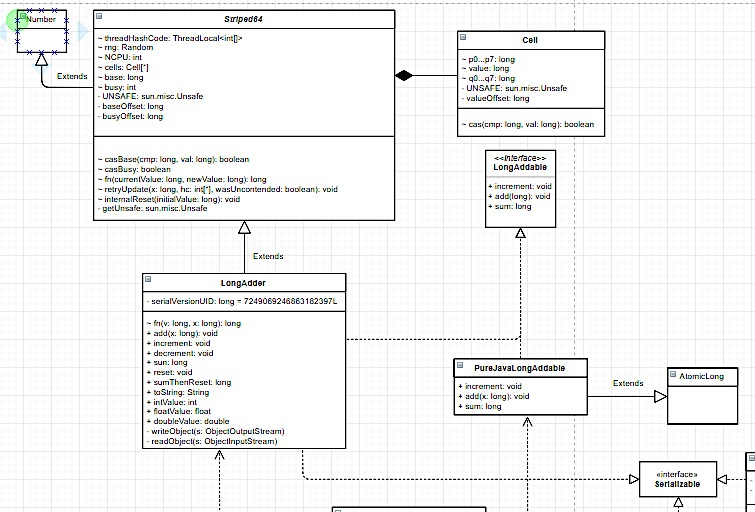 Number
Extends
Striped64
~ threadHashCode: ThreadLocal<int[]>
~ rng: Random
~ NCPU: int
~ cells: Cell[*]
~ base: long
~ busy: int
- UNSAFE: sun.misc.Unsafe
- baseOffset: long
- busyOffset: long
~ casBase(cmp: long, val: long): boolean
~ casBusy: boolean
~ fn(currentValue: long, newValue: long): long
~ retryUpdate(x: long, hc: int[*], wasUncontended: boolean): void
~ internalReset(initialValue: long): void
- getUnsafe: sun.misc.Unsafe
Cell
~ p0...p7: long
~ value: long
~ q0...q7: long
- UNSAFE: sun.misc.Unsafe
- valueOffset: long
~ cas(cmp: long, val: long): boolean
<<interface>>
LongAddable
+ increment: void
+ add(long): void
+ sum: long
Extends
LongAdder
- serialVersionUID: long = 7249069246863182397L
~ fn(v: long, x: long): long
+ add(x: long): void
+ increment: void
+ decrement: void
+ sun: long
+ reset: void
+ sumThenReset: long
+ toString: String
+ intValue: int
+ floatValue: float
+ doubleValue: double
- writeObject(s: ObjectOutputStream)
- readObject(s: ObjectInputStream)
PureJavaLongAddable
+ increment: void
+ add(x: long): void
+ sum: long
Extends
AtomicLong
«interface»
Serializable